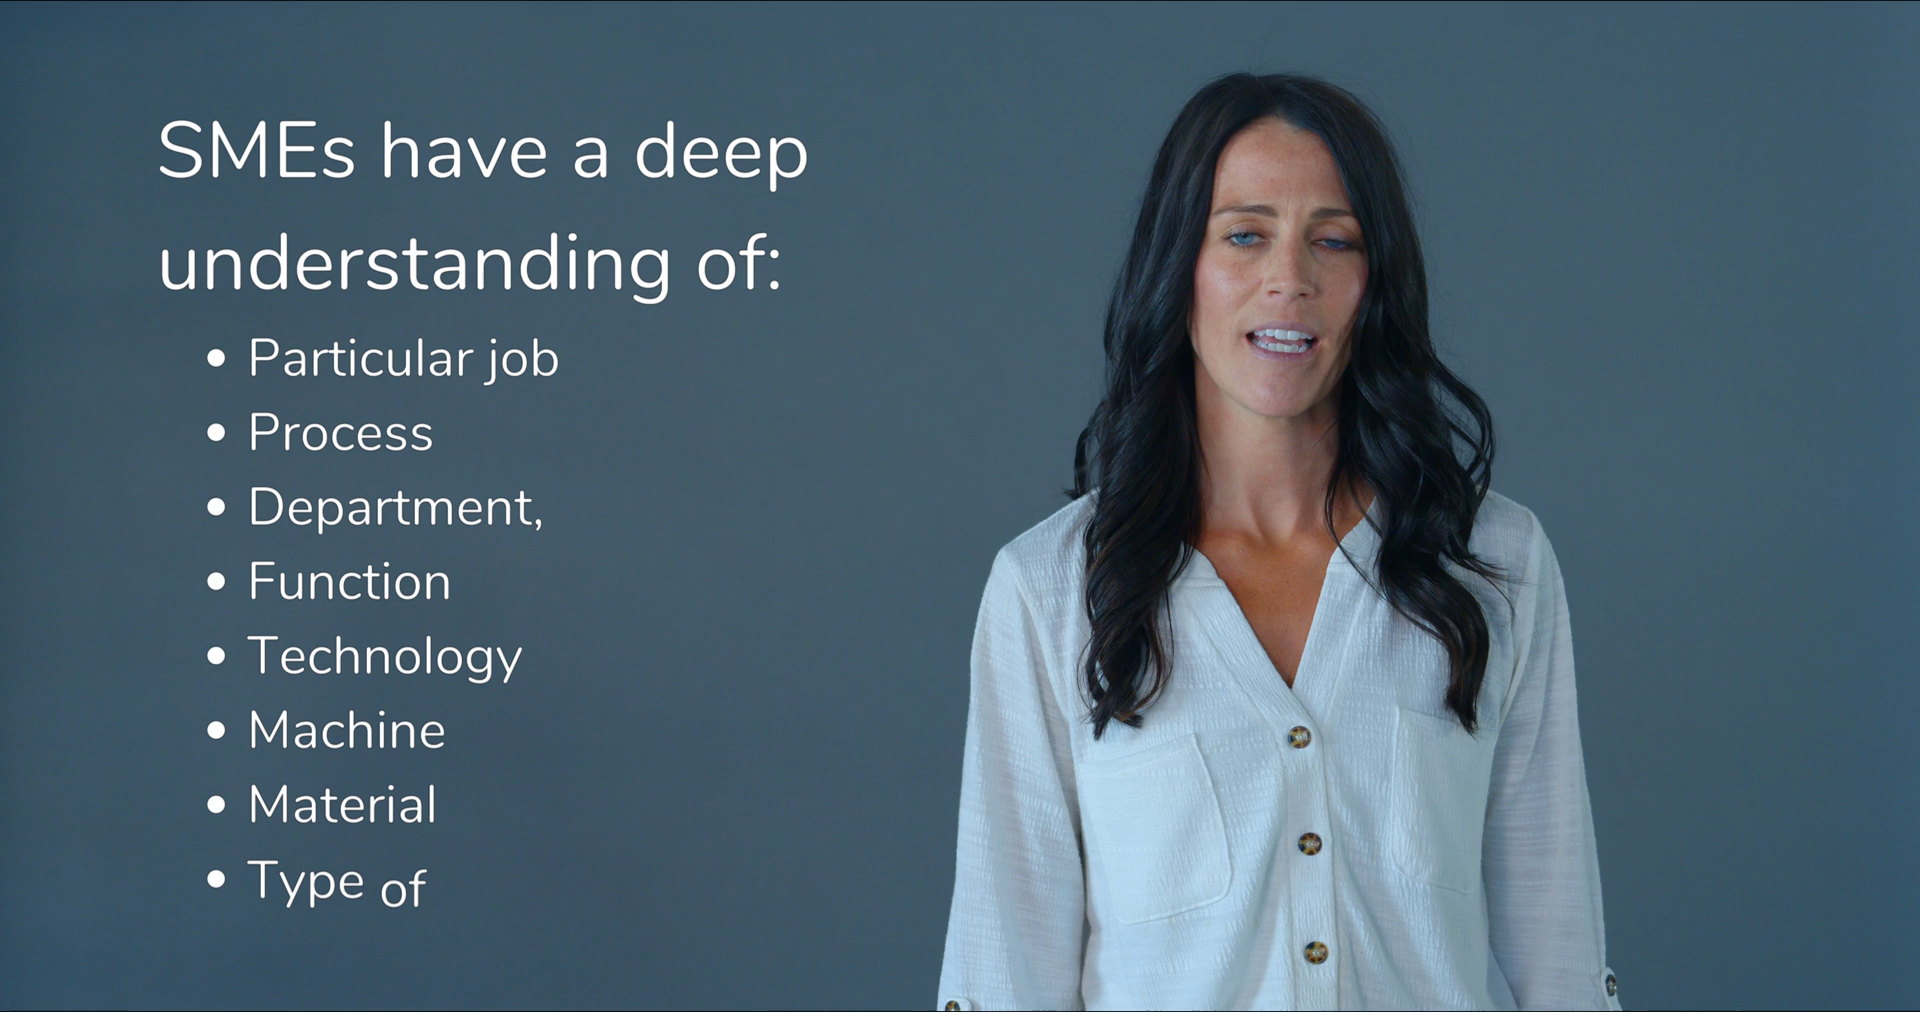 SMEs have a deep
understanding of:
• Particular job
• Process
• Department,
• Function
• Technology
• Machine
• Material
• Type of